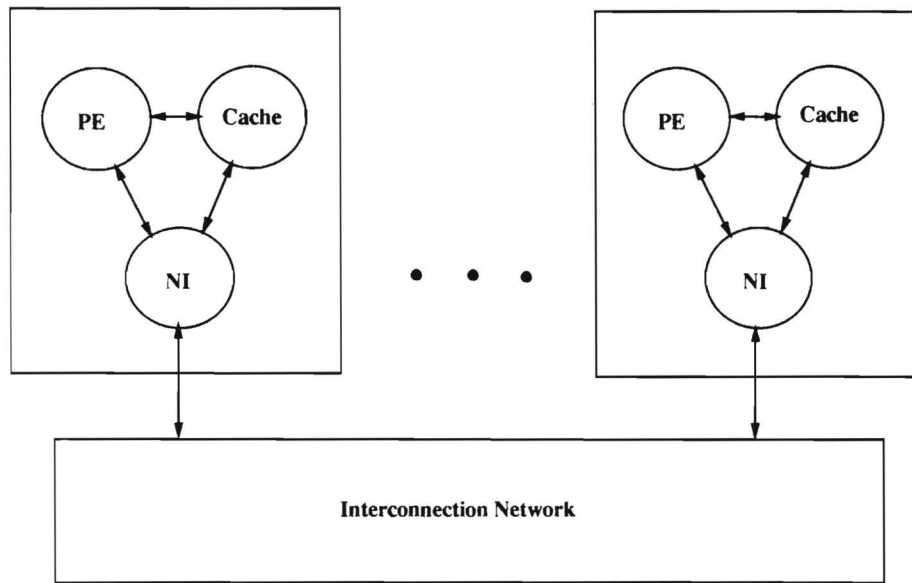 PE
Cache
NI
PE
Cache
NI
Interconnection Network